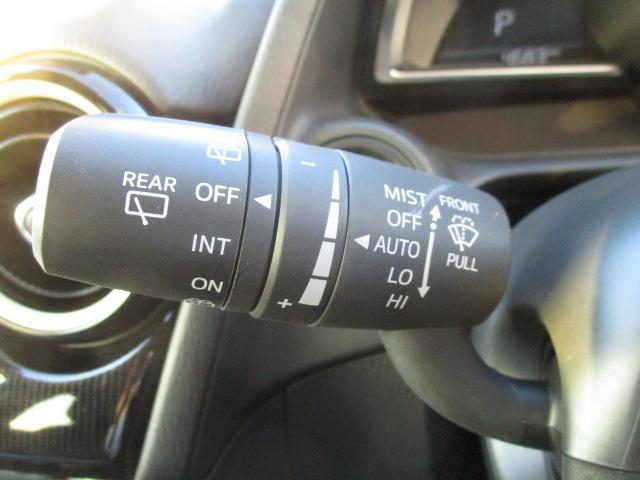 REAR
OFF
INT
ON
−
+
MIST
OFF
AUTO
LO
HI
FRONT
PULL
P